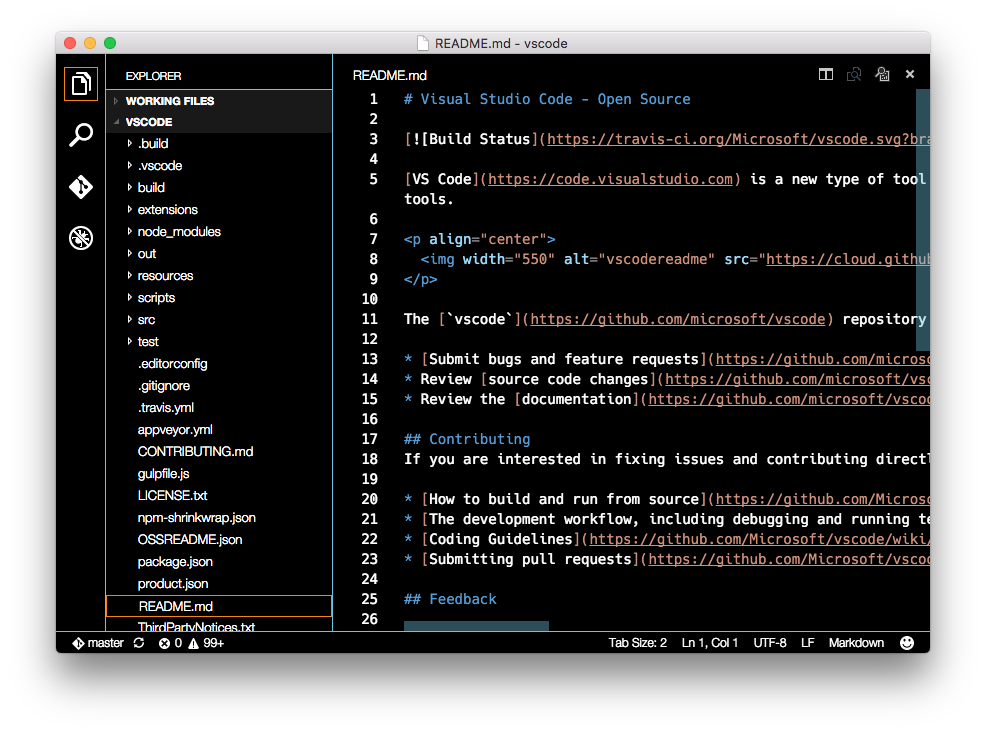 README.md - vscode
EXPLORER
WORKING FILES
VSCODE
.build
.vscode
build
extensions
node_modules
out
resources
scripts
src
test
.editorconfig
.gitignore
.travis.yml
appveyor.yml
CONTRIBUTING.md
gulpfile.js
LICENSE.txt
npm-shrinkwrap.json
OSSREADME.json
package.json
product.json
README.md
ThirdPartyNotices.txt
README.md
1 # Visual Studio Code - Open Source
2
3 [![Build Status](https://travis-ci.org/Microsoft/vscode.svg?bra
4
5 [VS Code](https://code.visualstudio.com) is a new type of tool
tools.
6
7 <p align="center">
8 <img width="550" alt="vscodereadme" src="https://cloud.github
9 </p>
10
11 The [`vscode`](https://github.com/microsoft/vscode) repository
12
13 * [Submit bugs and feature requests](https://github.com/microso
14 * Review [source code changes](https://github.com/microsoft/vsc
15 * Review the [documentation](https://github.com/microsoft/vscod
16
17 ## Contributing
18 If you are interested in fixing issues and contributing directl
19
20 * [How to build and run from source](https://github.com/Microso
21 * [The development workflow, including debugging and running te
22 * [Coding Guidelines](https://github.com/Microsoft/vscode/wiki/
23 * [Submitting pull requests](https://github.com/Microsoft/vscod
24
25 ## Feedback
26
master 0 99+ Tab Size: 2 Ln 1, Col 1 UTF-8 LF Markdown